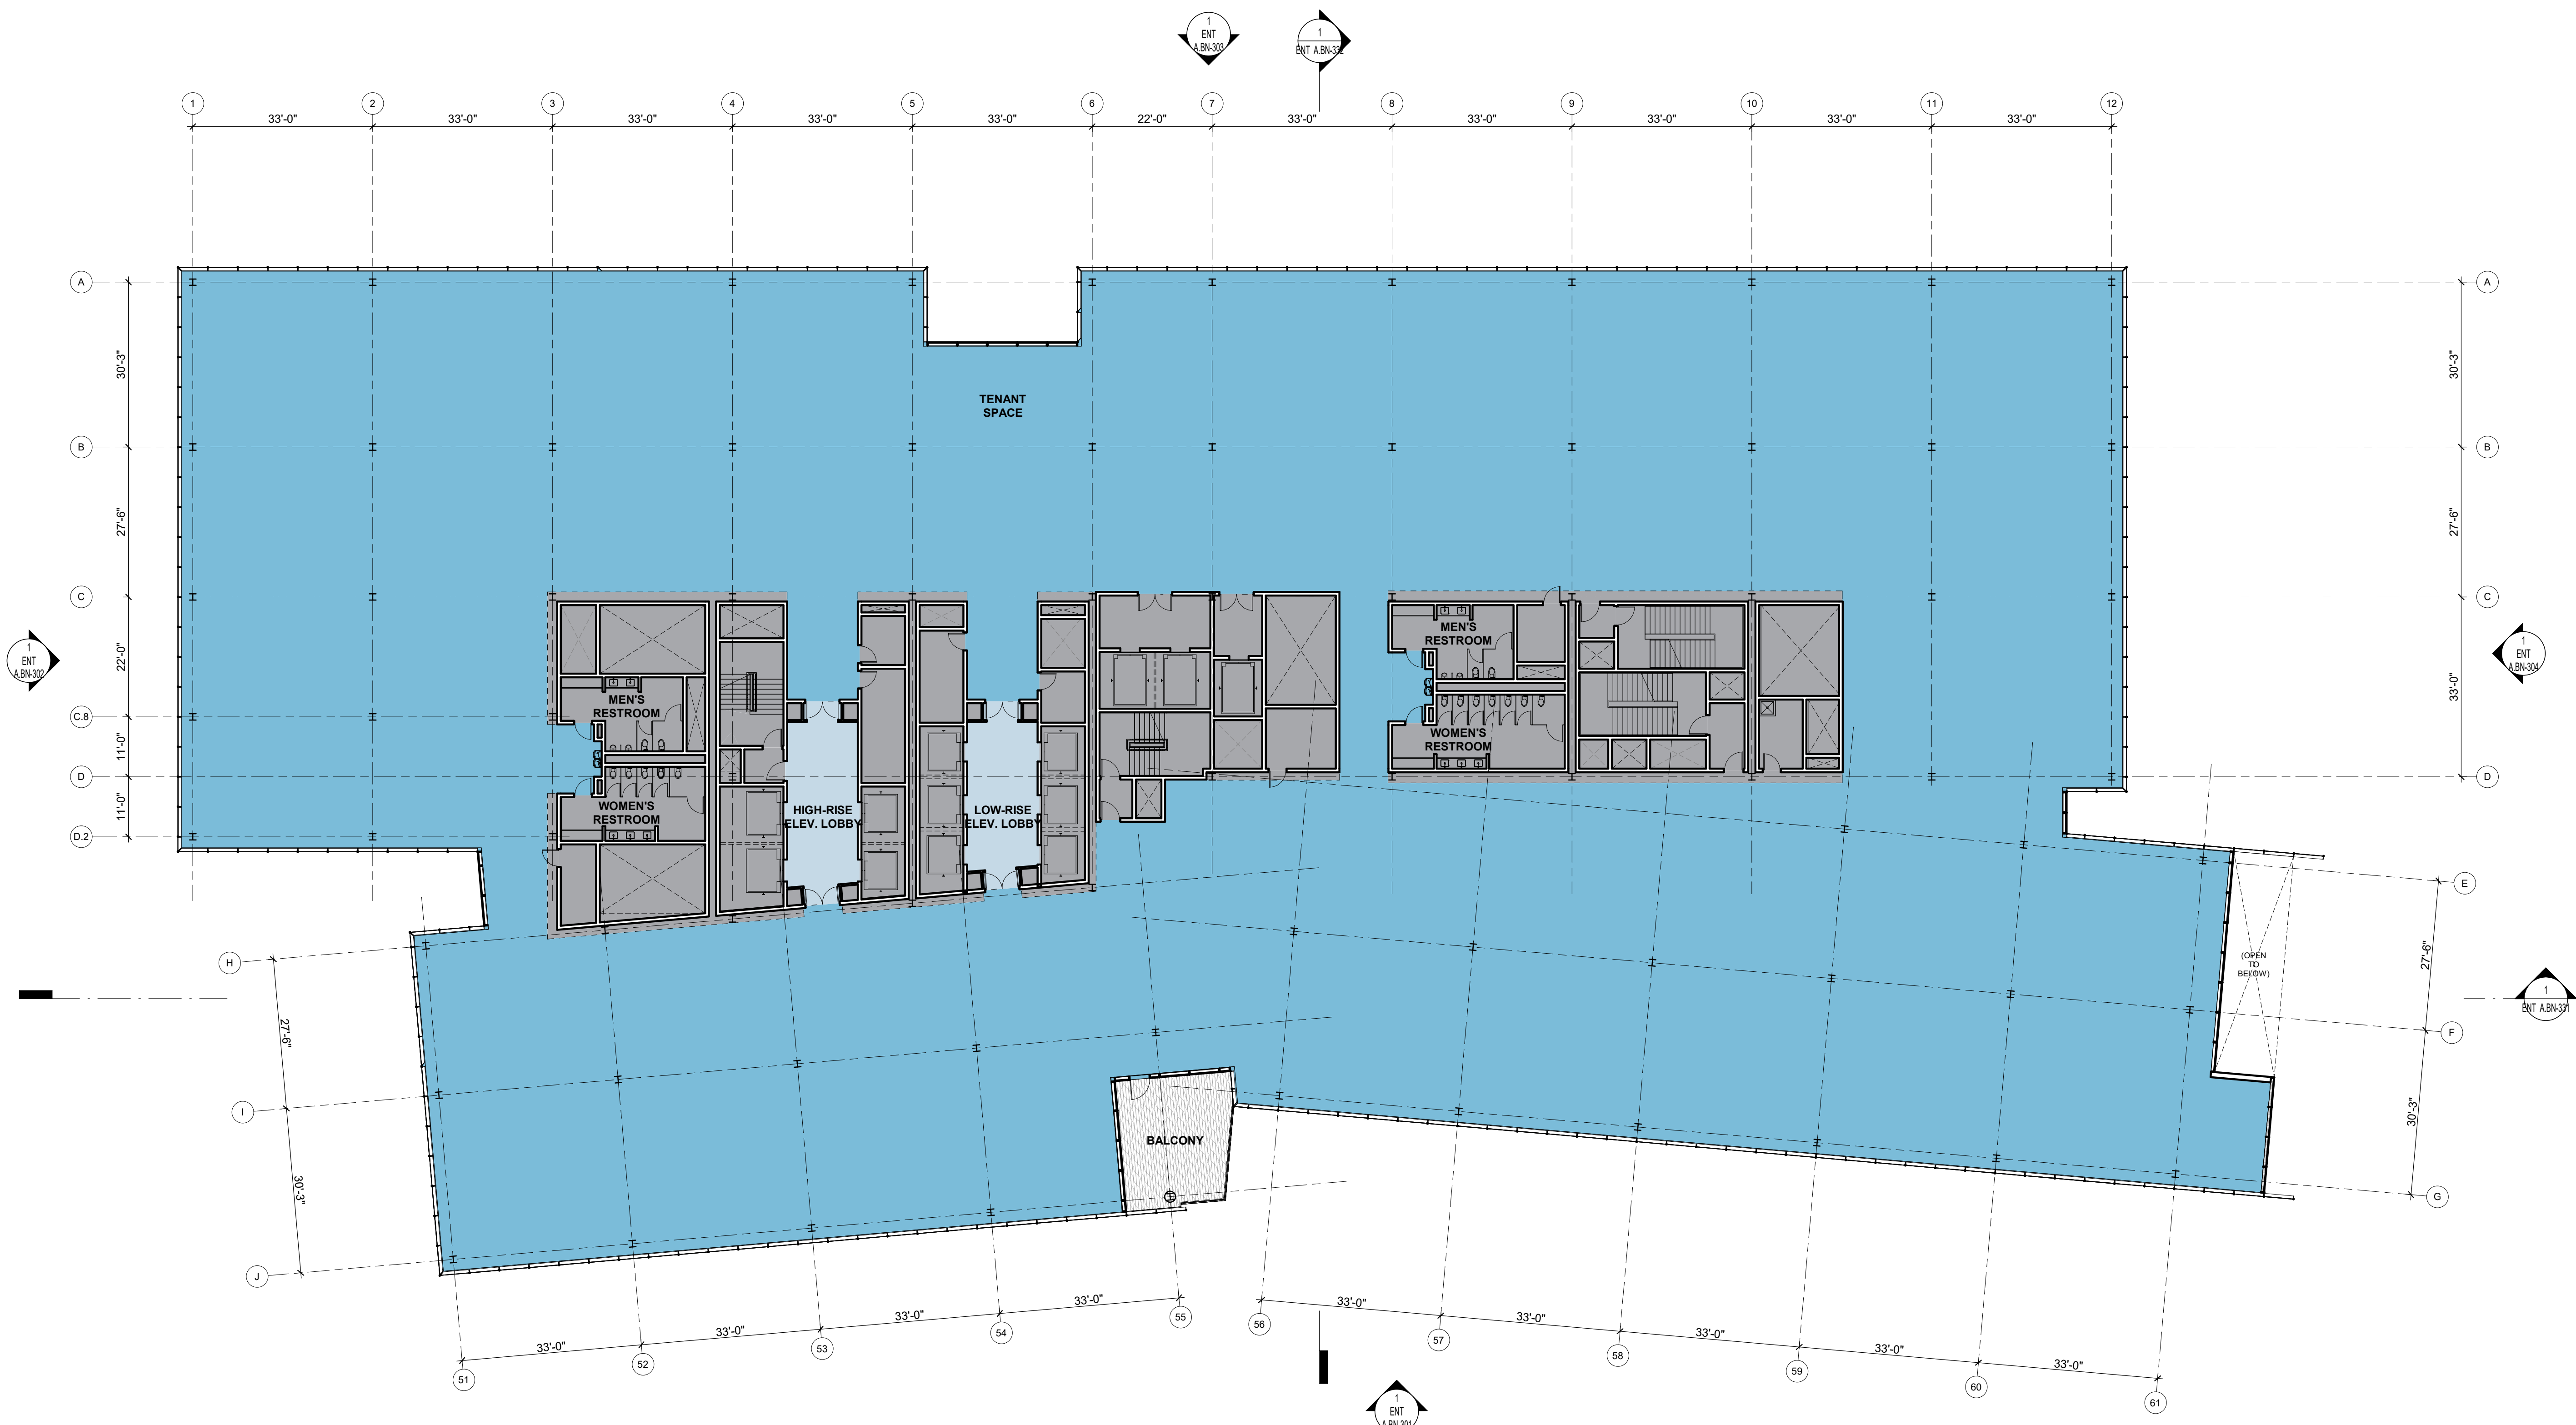 1
ENT
A.BN-303
1
ENT A.BN-332
1
2
3
4
5
6
7
8
9
10
11
12
33'-0"
33'-0"
33'-0"
33'-0"
33'-0"
22'-0"
33'-0"
33'-0"
33'-0"
33'-0"
33'-0"
A
A
30'-3"
30'-3"
TENANT
SPACE
B
B
27'-6"
27'-6"
C
C
22'-0"
33'-0"
1
ENT
A.BN-302
1
ENT
A.BN-304
MEN'S
RESTROOM
MEN'S
RESTROOM
C.8
11'-0"
WOMEN'S
RESTROOM
D
D
11'-0"
WOMEN'S
RESTROOM
HIGH-RISE
ELEV. LOBBY
LOW-RISE
ELEV. LOBBY
D.2
E
H
27'-6"
27'-6"
(OPEN
TO
BELOW)
1
ENT A.BN-331
F
I
30'-3"
30'-3"
BALCONY
G
J
33'-0"
33'-0"
33'-0"
33'-0"
51
52
53
54
55
33'-0"
33'-0"
33'-0"
33'-0"
33'-0"
56
57
58
59
60
61
1
ENT
A.BN-301